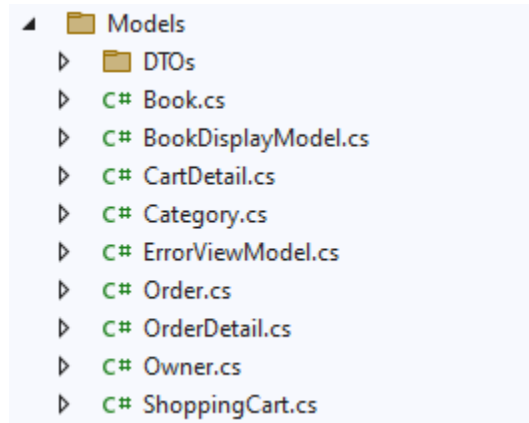 Models
DTOs
C# Book.cs
C# BookDisplayModel.cs
C# CartDetail.cs
C# Category.cs
C# ErrorViewModel.cs
C# Order.cs
C# OrderDetail.cs
C# Owner.cs
C# ShoppingCart.cs